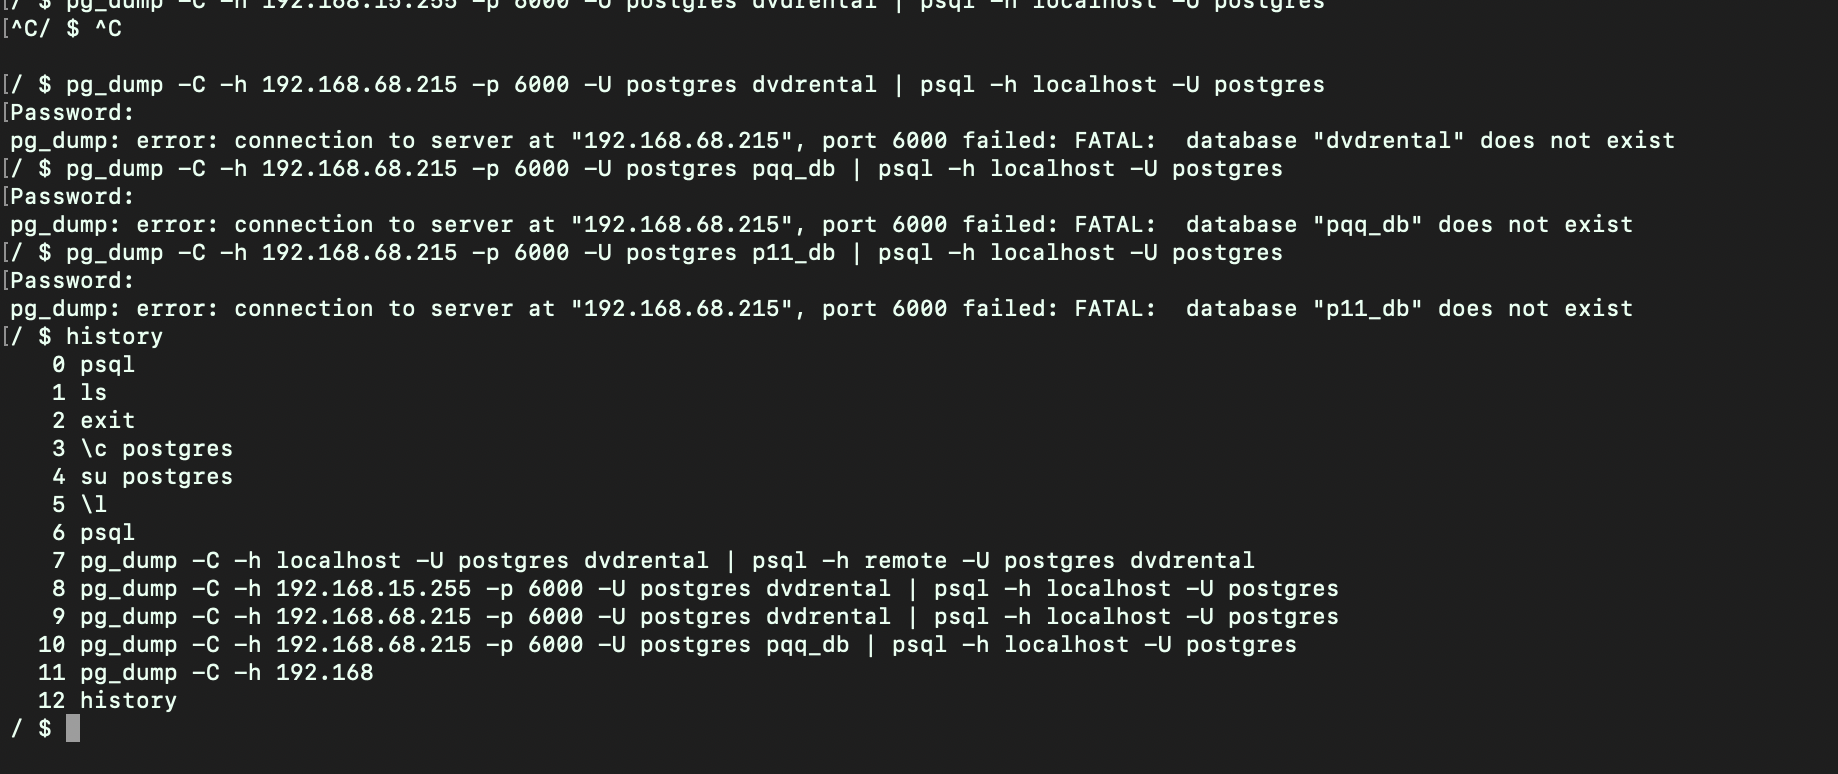 [/ $ pg_dump -C -h 192.168.15.255 -p 6000 -U postgres dvdrental | psql -h localhost -U postgres
[^C/ $ ^C
[/ $ pg_dump -C -h 192.168.68.215 -p 6000 -U postgres dvdrental | psql -h localhost -U postgres
[Password:
pg_dump: error: connection to server at "192.168.68.215", port 6000 failed: FATAL:  database "dvdrental" does not exist
[/ $ pg_dump -C -h 192.168.68.215 -p 6000 -U postgres pqq_db | psql -h localhost -U postgres
[Password:
pg_dump: error: connection to server at "192.168.68.215", port 6000 failed: FATAL:  database "pqq_db" does not exist
[/ $ pg_dump -C -h 192.168.68.215 -p 6000 -U postgres p11_db | psql -h localhost -U postgres
[Password:
pg_dump: error: connection to server at "192.168.68.215", port 6000 failed: FATAL:  database "p11_db" does not exist
[/ $ history
0 psql
1 ls
2 exit
3 \c postgres
4 su postgres
5 \l
6 psql
7 pg_dump -C -h localhost -U postgres dvdrental | psql -h remote -U postgres dvdrental
8 pg_dump -C -h 192.168.15.255 -p 6000 -U postgres dvdrental | psql -h localhost -U postgres
9 pg_dump -C -h 192.168.68.215 -p 6000 -U postgres dvdrental | psql -h localhost -U postgres
10 pg_dump -C -h 192.168.68.215 -p 6000 -U postgres pqq_db | psql -h localhost -U postgres
11 pg_dump -C -h 192.168
12 history
/ $